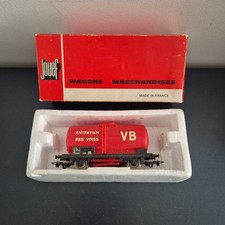 Jouef
WAGONS MARCHANDISES
MADE IN FRANCE
ENTRETIEN
DES VOIES
VB